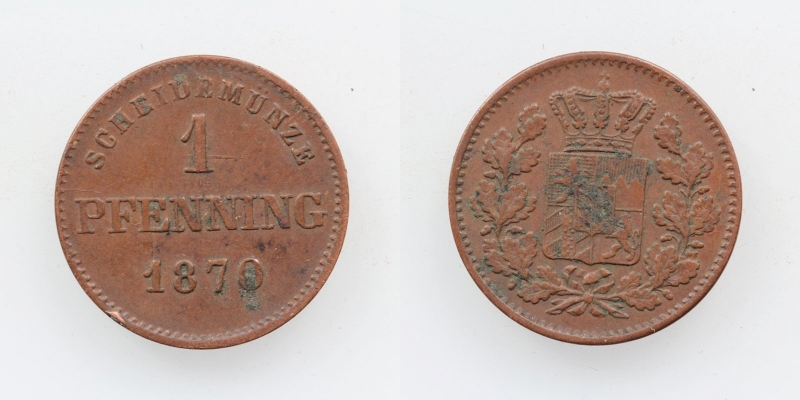 SCHEIDEMÜNZE
1
PFENNING
1870